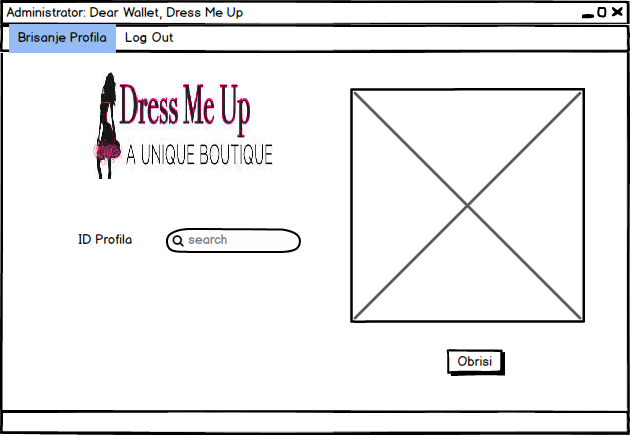 Administrator: Dear Wallet, Dress Me Up
Brisanje Profila
Log Out
Dress Me Up
A UNIQUE BOUTIQUE
ID Profila
search
Obrisi